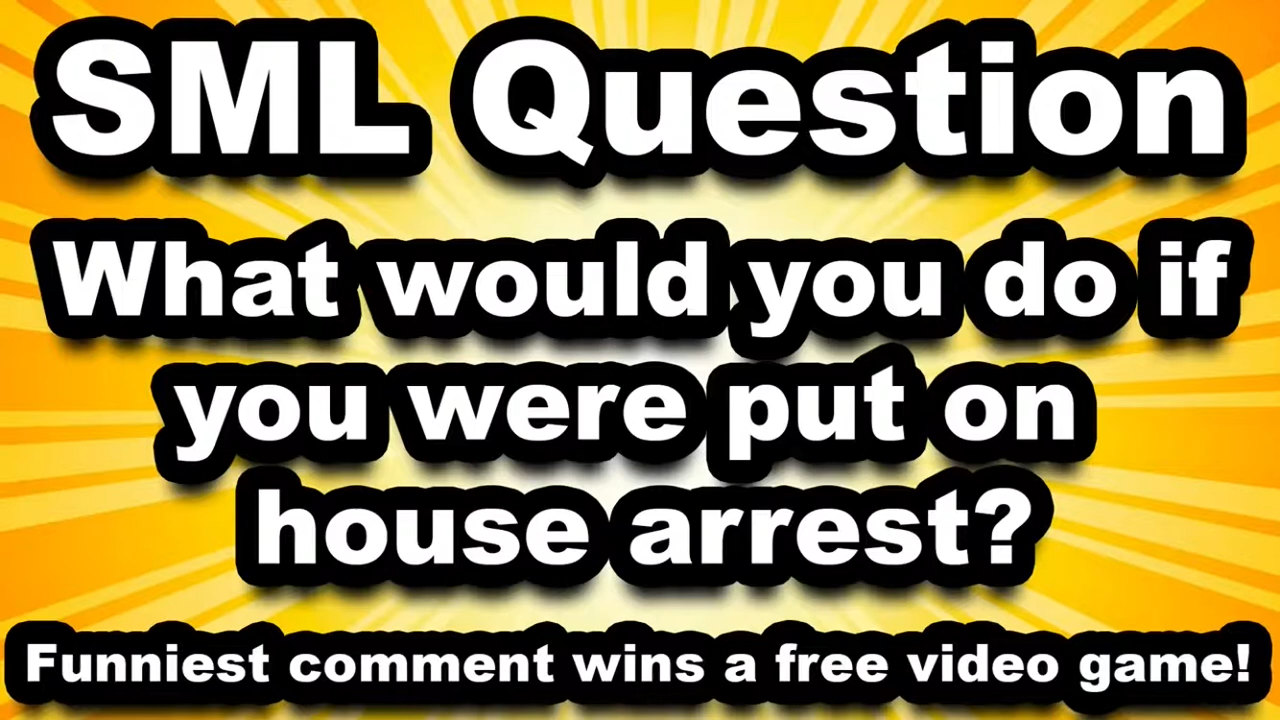 SML Question
What would you do if
you were put on
house arrest?
Funniest comment wins a free video game!